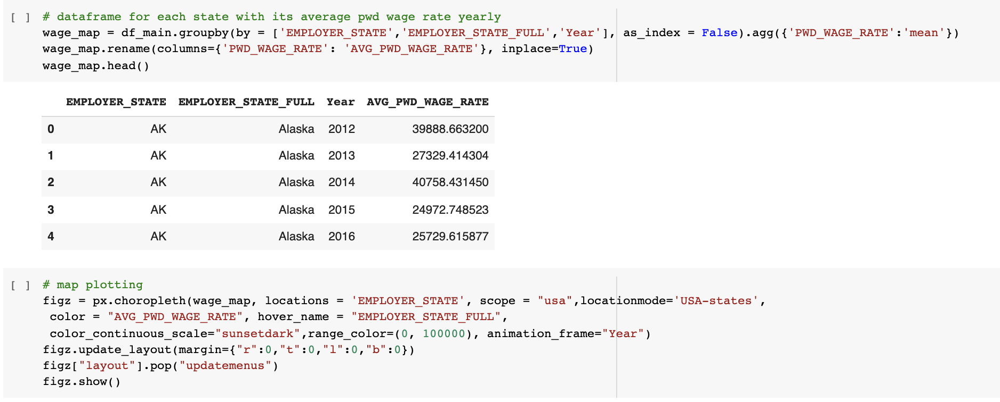 [ ] # dataframe for each state with its average pwd wage rate yearly
wage_map = df_main.groupby(by = ['EMPLOYER_STATE','EMPLOYER_STATE_FULL','Year'], as_index = False).agg({'PWD_WAGE_RATE':'mean'})
wage_map.rename(columns={'PWD_WAGE_RATE': 'AVG_PWD_WAGE_RATE'}, inplace=True)
wage_map.head()
EMPLOYER_STATE EMPLOYER_STATE_FULL Year AVG_PWD_WAGE_RATE
0 AK Alaska 2012 39888.663200
1 AK Alaska 2013 27329.414304
2 AK Alaska 2014 40758.431450
3 AK Alaska 2015 24972.748523
4 AK Alaska 2016 25729.615877
[ ] # map plotting
figz = px.choropleth(wage_map, locations = 'EMPLOYER_STATE', scope = "usa",locationmode='USA-states',
color = "AVG_PWD_WAGE_RATE", hover_name = "EMPLOYER_STATE_FULL",
color_continuous_scale="sunsetdark",range_color=(0, 100000), animation_frame="Year")
figz.update_layout(margin={"r":0,"t":0,"l":0,"b":0})
figz["layout"].pop("updatemenus")
figz.show()